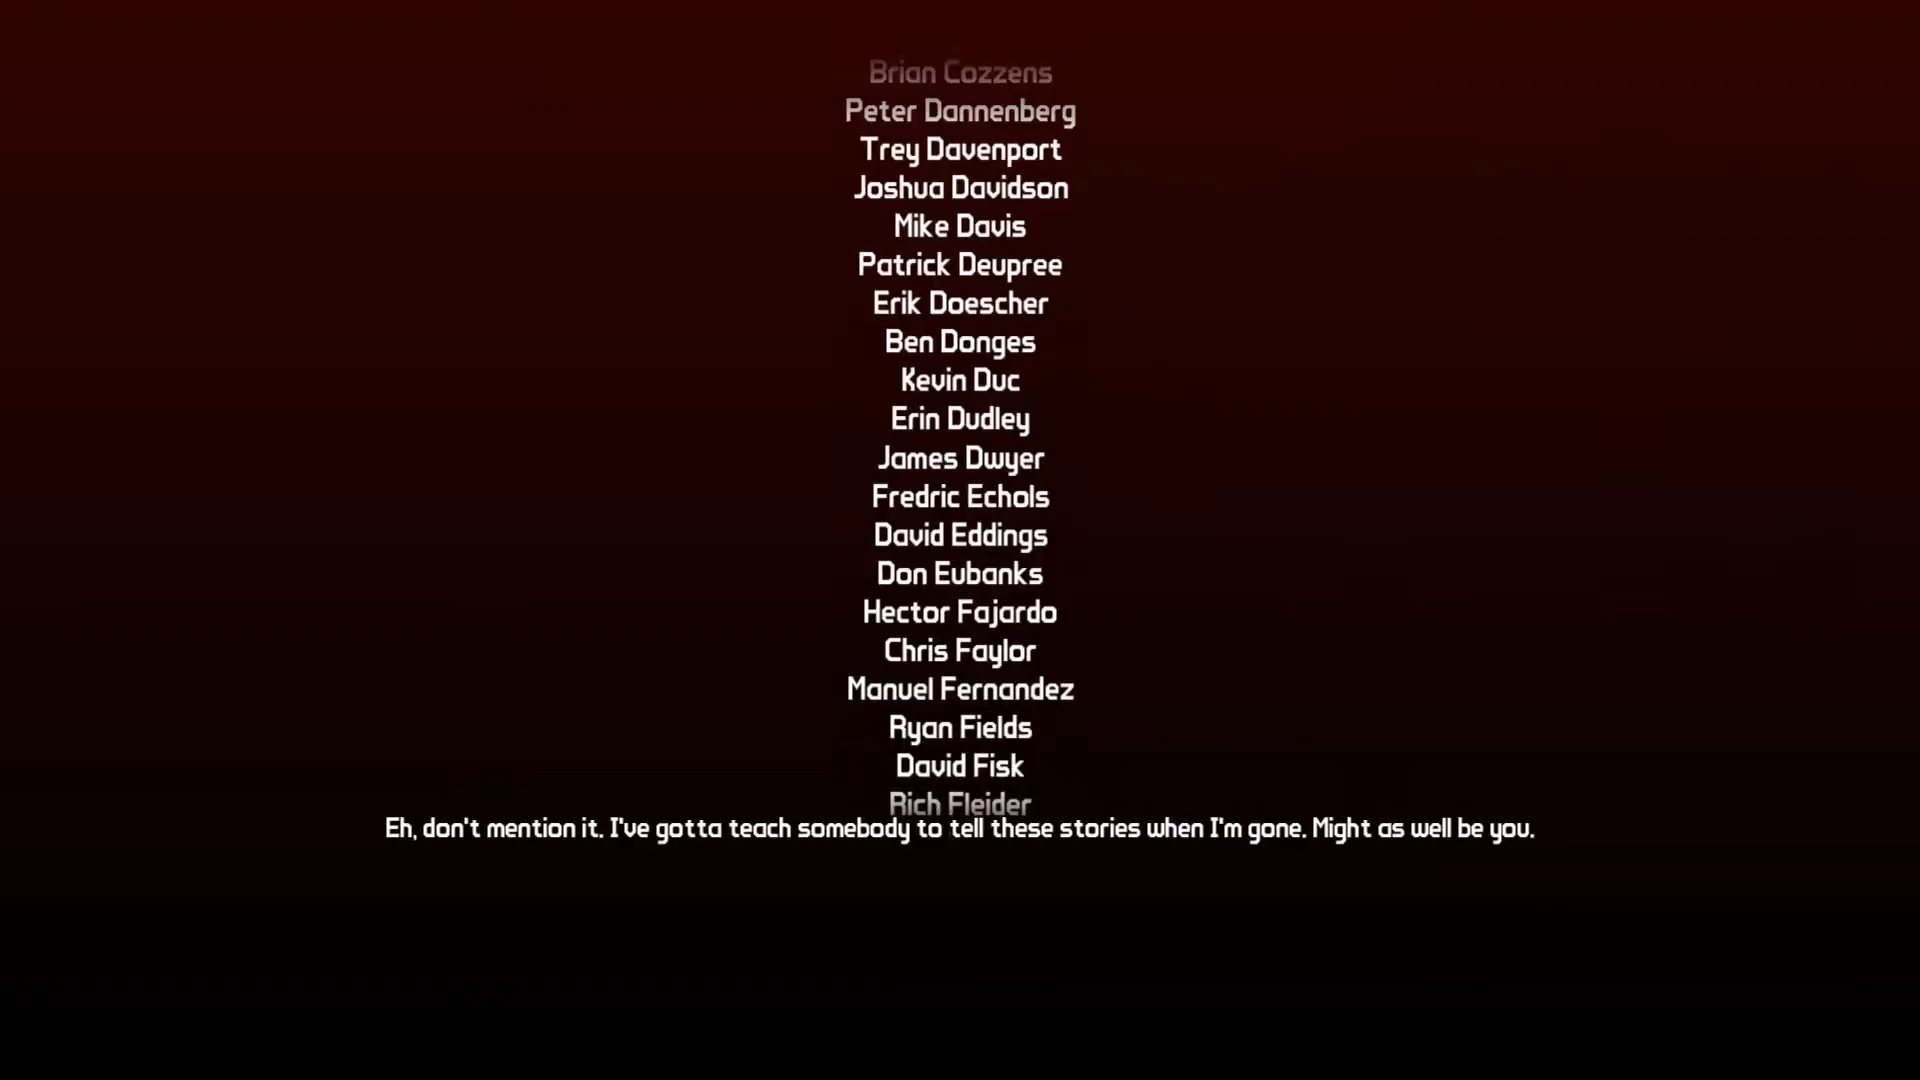 Brian Cozzens
Peter Dannenberg
Trey Davenport
Joshua Davidson
Mike Davis
Patrick Deupree
Erik Doescher
Ben Donges
Kevin Duc
Erin Dudley
James Dwyer
Fredric Echols
David Eddings
Don Eubanks
Hector Fajardo
Chris Faylor
Manuel Fernandez
Ryan Fields
David Fisk
Rich Fleider
Eh, don't mention it. I've gotta teach somebody to tell these stories when I'm gone. Might as well be you.